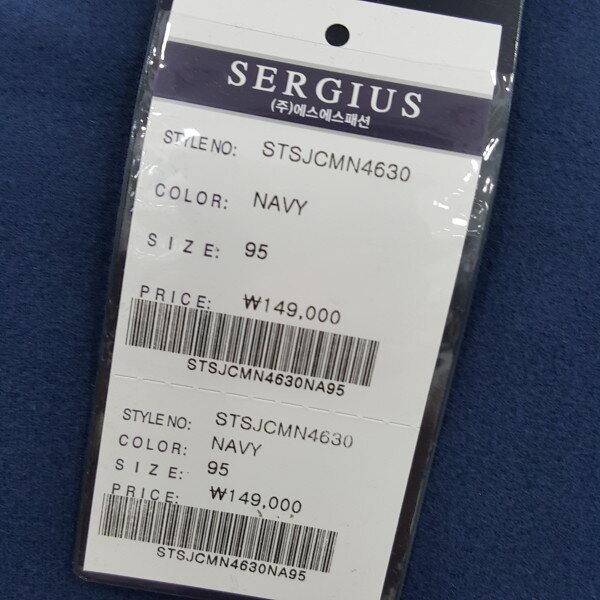 SERGIUS
(주)에스에스패션
STYLE NO: STSJCMN4630
COLOR: NAVY
SIZE: 95
PRICE: ₩149,000
STSJCMN4630NA95
STYLE NO: STSJCMN4630
COLOR: NAVY
SIZE: 95
PRICE: ₩149,000
STSJCMN4630NA95